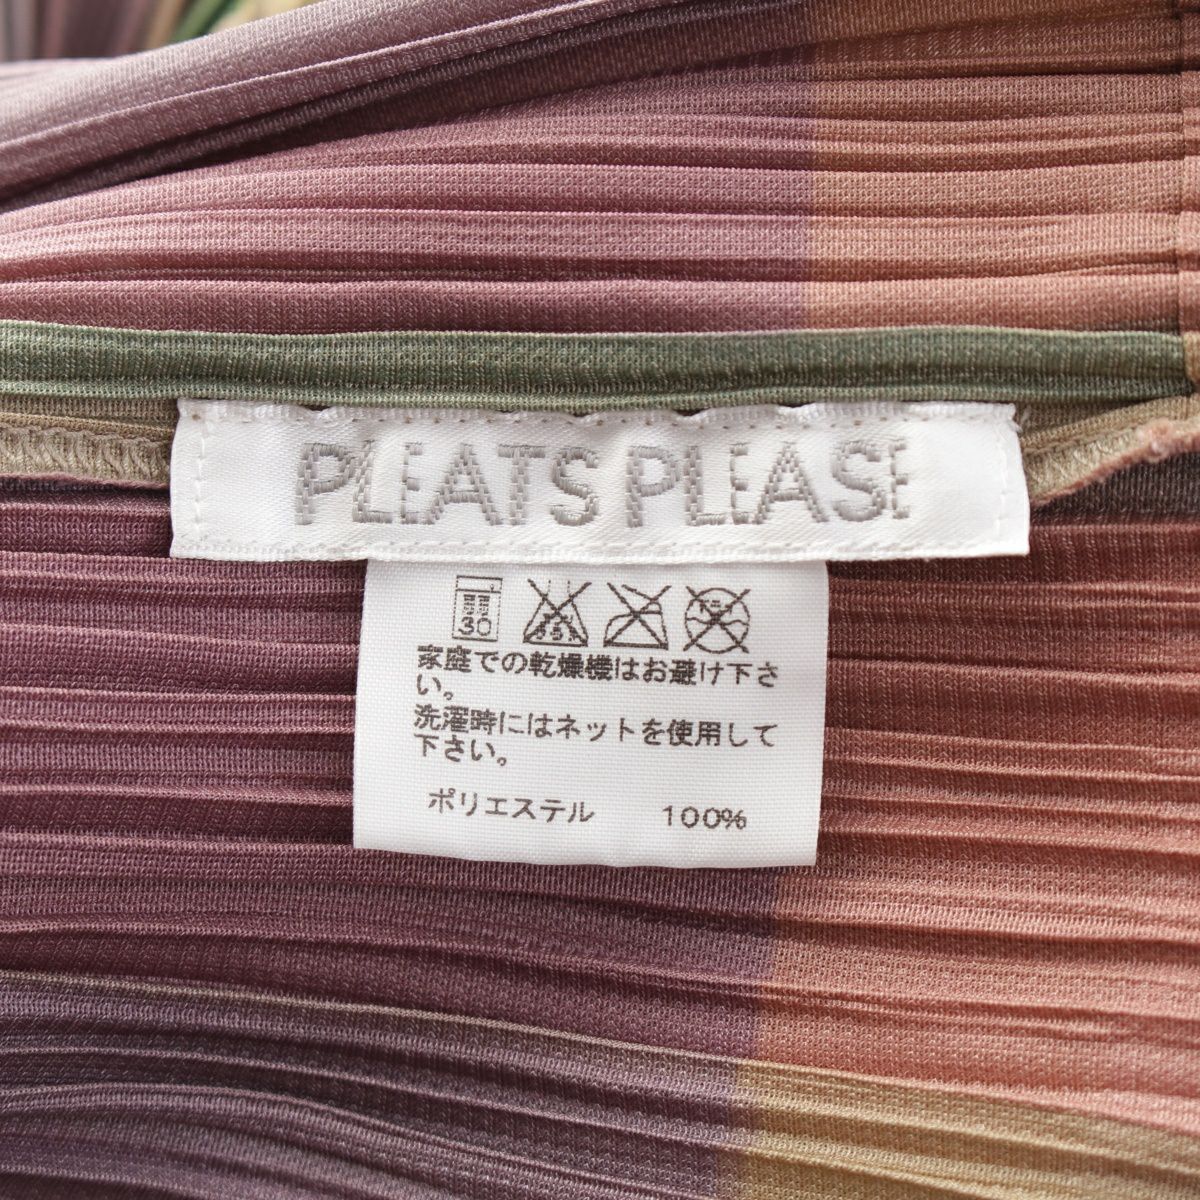 PLEATS PLEASE
弱
30
家庭での乾燥機はお避け下さ
い。
洗濯時にはネットを使用して
下さい。
ポリエステル 100%